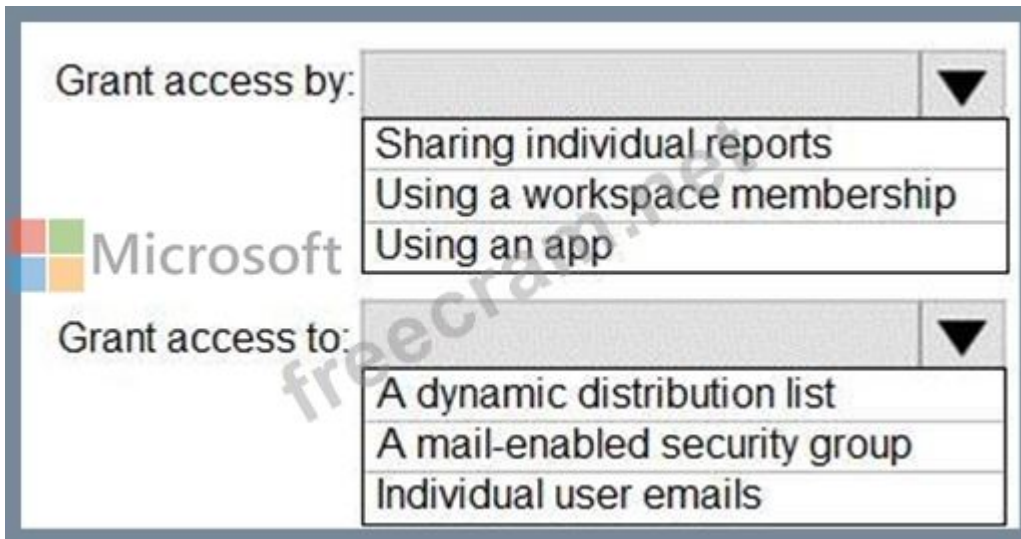 Grant access by:
Sharing individual reports
Using a workspace membership
Using an app
Microsoft
Grant access to:
A dynamic distribution list
A mail-enabled security group
Individual user emails
freecram.net